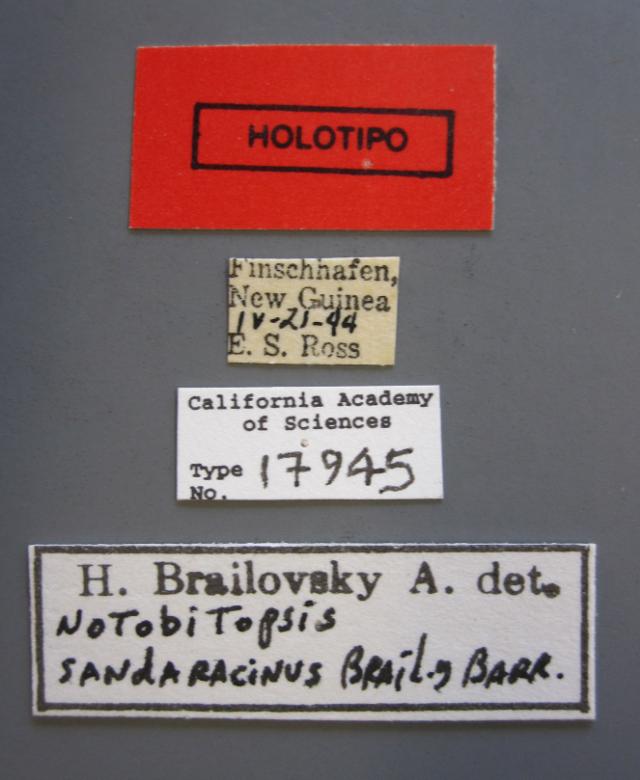 HOLOTIPO
Finschhafen,
New Guinea
IV-21-44
E. S. Ross
California Academy
of Sciences
Type
No. 17945
H. Brailovsky A. det.
NOTobiTopsis
SANdARACiNUS BRAil. y BARR.